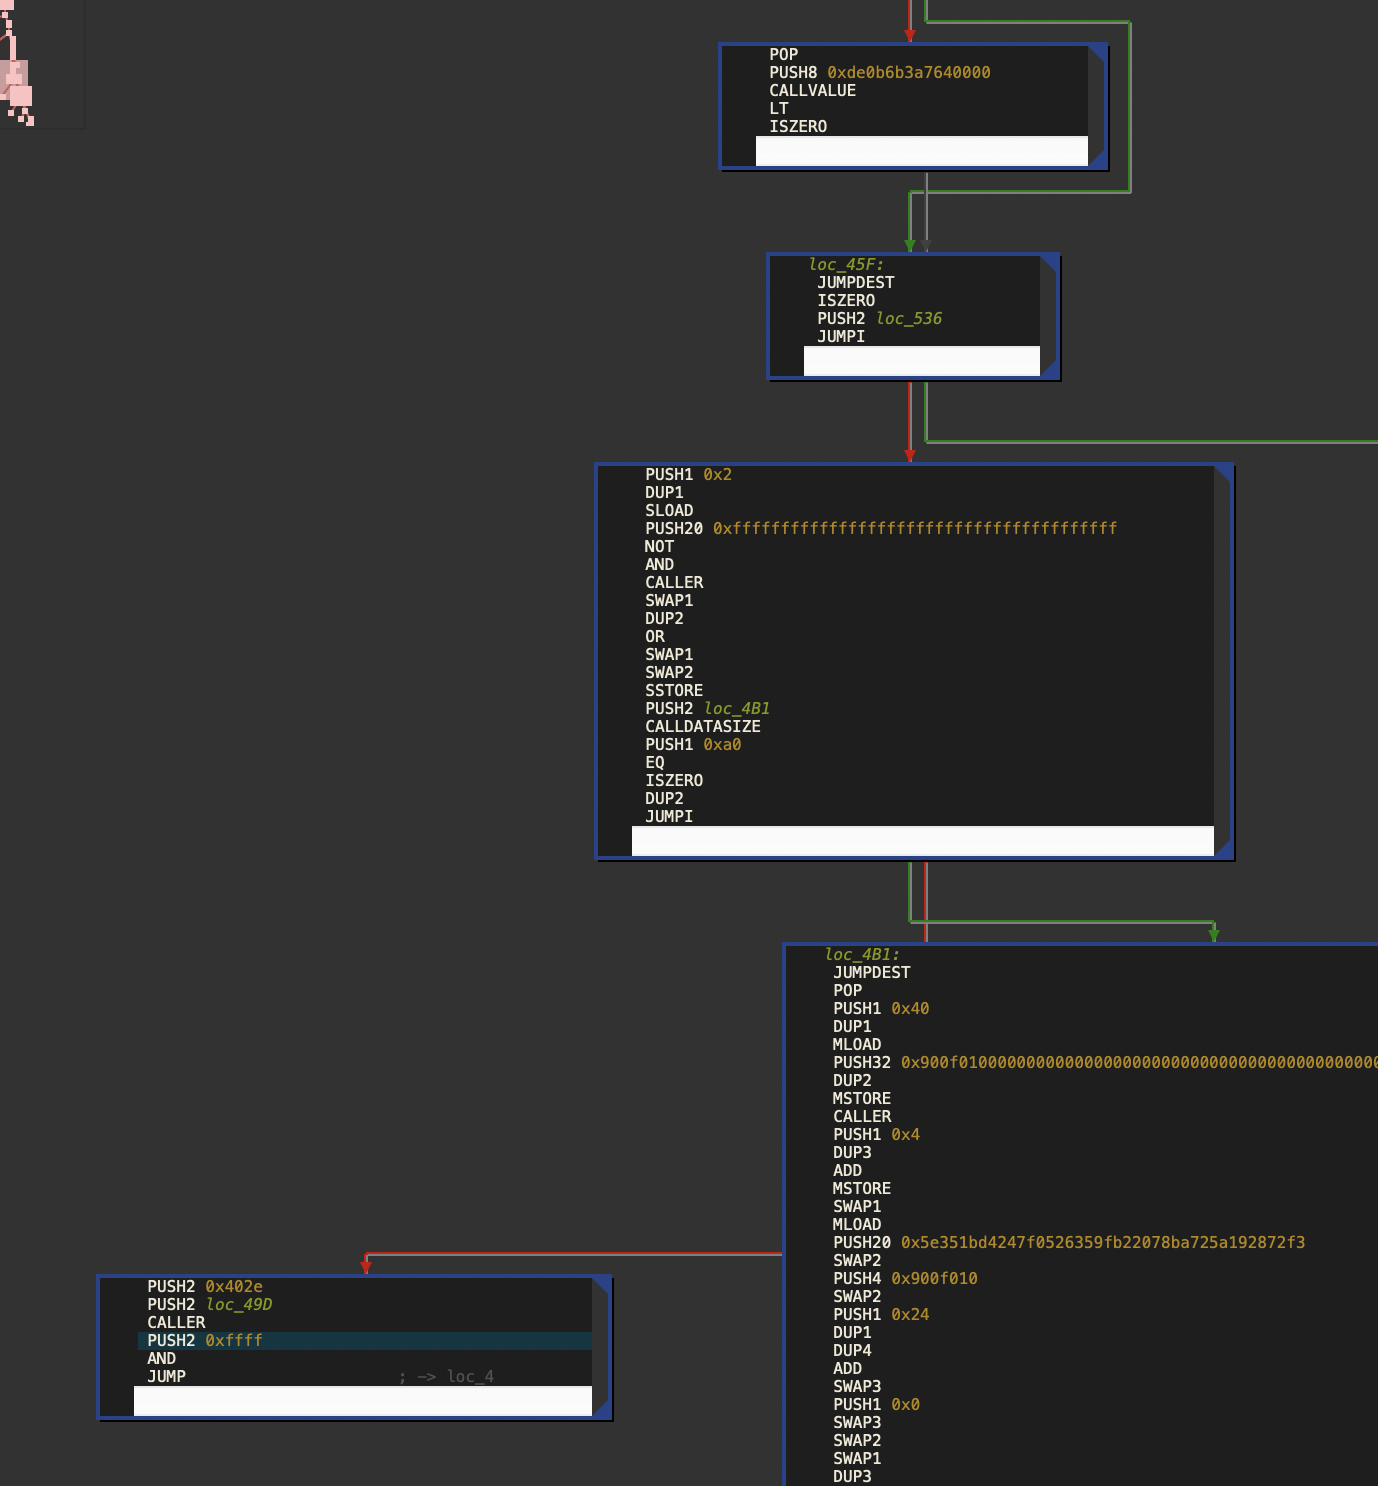 POP
PUSH8 0xde0b6b3a7640000
CALLVALUE
LT
ISZERO
loc_45F:
JUMPDEST
ISZERO
PUSH2 loc_536
JUMPI
PUSH1 0x2
DUP1
SLOAD
PUSH20 0xffffffffffffffffffffffffffffffffffffffff
NOT
AND
CALLER
SWAP1
DUP2
OR
SWAP1
SWAP2
SSTORE
PUSH2 loc_4B1
CALLDATASIZE
PUSH1 0xa0
EQ
ISZERO
DUP2
JUMPI
loc_4B1:
JUMPDEST
POP
PUSH1 0x40
DUP1
MLOAD
PUSH32
DUP2
MSTORE
CALLER
PUSH1 0x4
DUP3
ADD
MSTORE
SWAP1
MLOAD
PUSH20 0x5e351bd4247f0526359fb22078ba725a192872f3
SWAP2
PUSH4 0x900f010
SWAP2
PUSH1 0x24
DUP1
DUP4
ADD
SWAP3
PUSH1 0x0
SWAP3
SWAP2
SWAP1
DUP3
PUSH2 0x402e
PUSH2 loc_49D
CALLER
PUSH2 0xffff
AND
JUMP ; -> loc_4